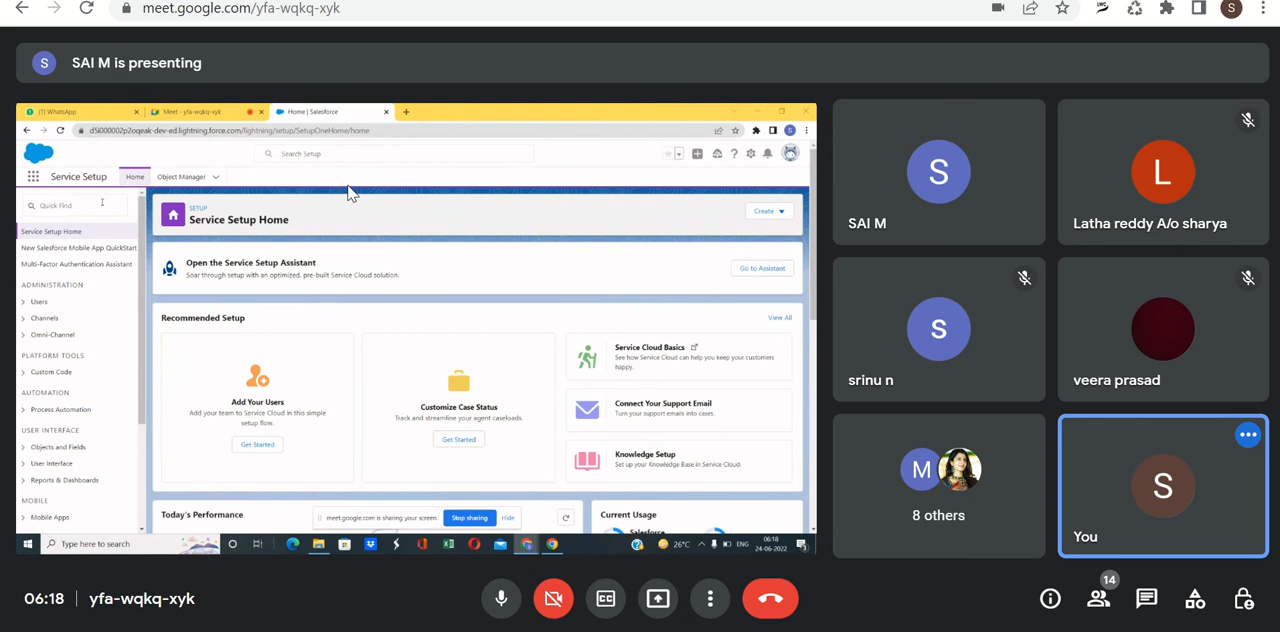 meet.google.com/yfa-wqkq-xyk
S
S
SAI M is presenting
(1) WhatsApp
Meet - yfa-wqkq-xyk
Home | Salesforce
d5i000002p2oqeak-dev-ed.lightning.force.com/lightning/setup/SetupOneHome/home
S
Search Setup
Service Setup
Home
Object Manager
Quick Find
Service Setup Home
New Salesforce Mobile App QuickStart
Multi-Factor Authentication Assistant
ADMINISTRATION
Users
Channels
Omni-Channel
PLATFORM TOOLS
Custom Code
AUTOMATION
Process Automation
USER INTERFACE
Objects and Fields
User Interface
Reports & Dashboards
MOBILE
Mobile Apps
SETUP
Service Setup Home
Create
Open the Service Setup Assistant
Soar through setup with an optimized, pre-built Service Cloud solution.
Go to Assistant
Recommended Setup
View All
Add Your Users
Add your team to Service Cloud in this simple
setup flow.
Get Started
Customize Case Status
Track and streamline your agent caseloads.
Get Started
Service Cloud Basics
See how Service Cloud can help you keep your customers
happy.
Connect Your Support Email
Turn your support emails into cases.
Knowledge Setup
Set up your Knowledge Base in Service Cloud.
Today's Performance
meet.google.com is sharing your screen.
Stop sharing
Hide
Current Usage
Salesforce
Type here to search
26°C
ENG
06:18
24-06-2022
S
SAI M
L
Latha reddy A/o sharya
S
srinu n
veera prasad
M
8 others
S
You
06:18
yfa-wqkq-xyk
CC
14